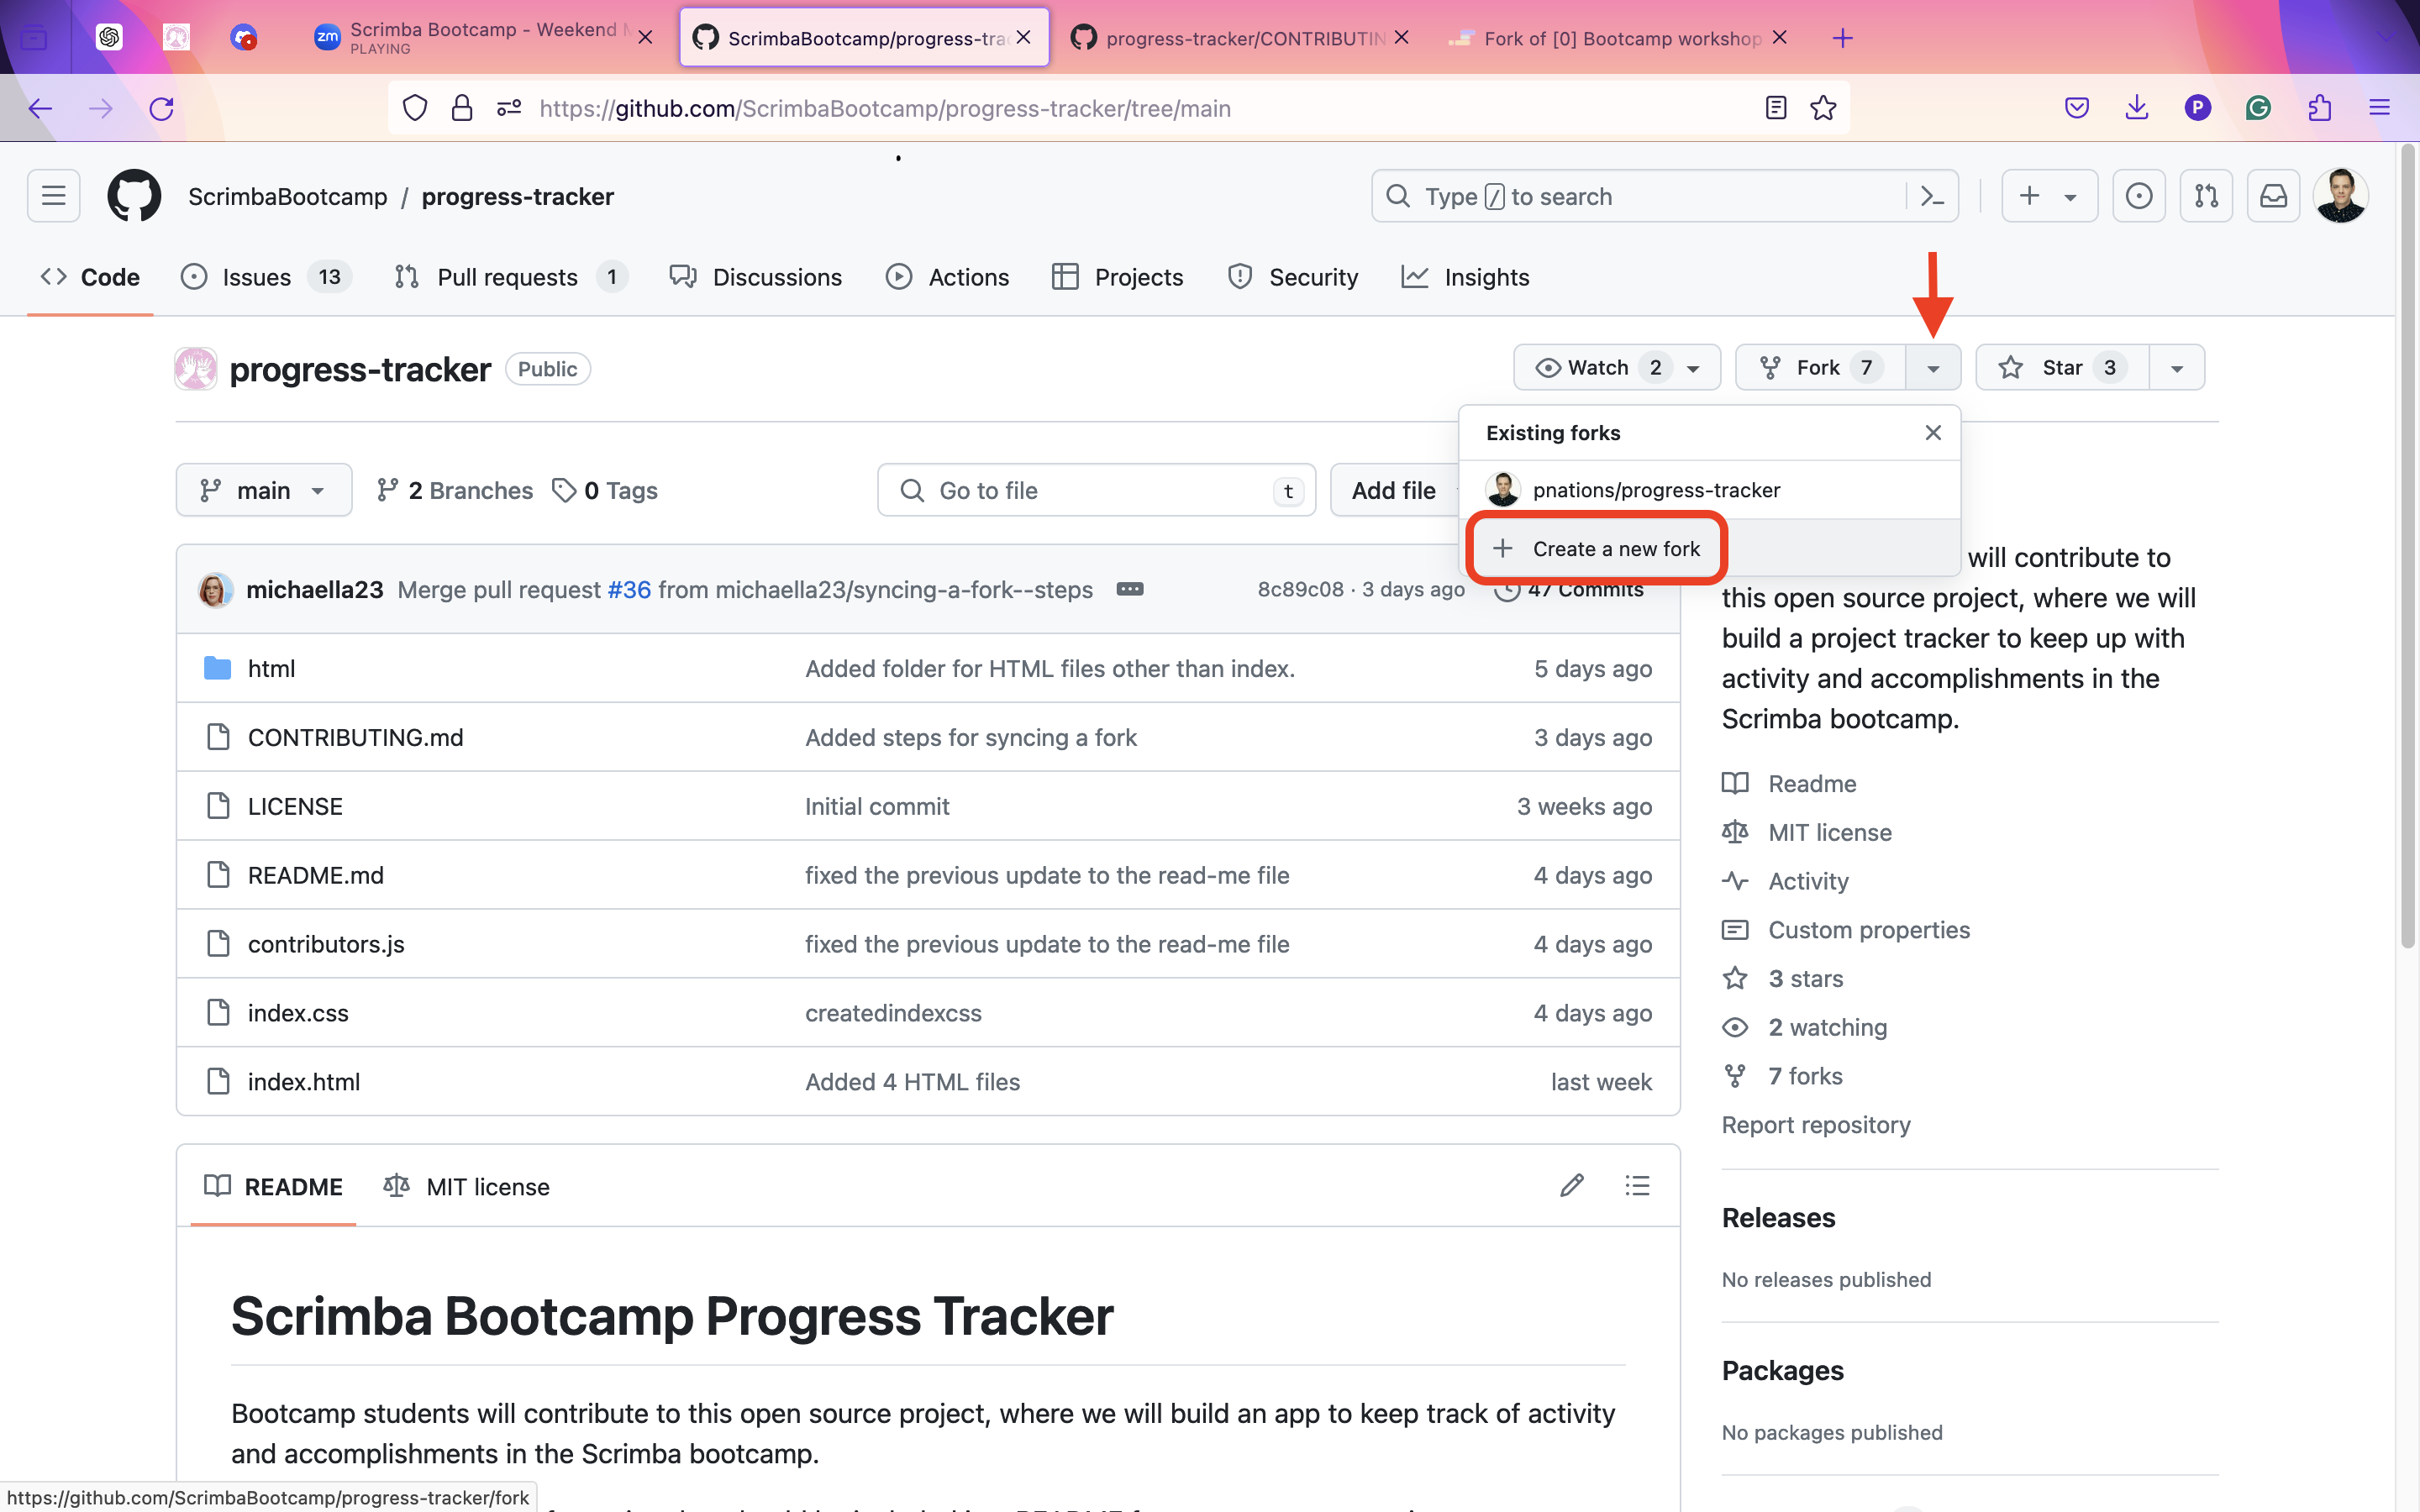 Scrimba Bootcamp - Weekend
PLAYING
ScrimbaBootcamp/progress-tra
progress-tracker/CONTRIBUTIN
Fork of [0] Bootcamp workshop
https://github.com/ScrimbaBootcamp/progress-tracker/tree/main
ScrimbaBootcamp / progress-tracker
Type / to search
Code
Issues 13
Pull requests 1
Discussions
Actions
Projects
Security
Insights
progress-tracker Public
Watch 2
Fork 7
Star 3
Existing forks
pnations/progress-tracker
Create a new fork
main
2 Branches
0 Tags
Go to file t
Add file
michaella23 Merge pull request #36 from michaella23/syncing-a-fork--steps
8c89c08 · 3 days ago
47 Commits
html Added folder for HTML files other than index. 5 days ago
CONTRIBUTING.md Added steps for syncing a fork 3 days ago
LICENSE Initial commit 3 weeks ago
README.md fixed the previous update to the read-me file 4 days ago
contributors.js fixed the previous update to the read-me file 4 days ago
index.css createdindexcss 4 days ago
index.html Added 4 HTML files last week
will contribute to
this open source project, where we will
build a project tracker to keep up with
activity and accomplishments in the
Scrimba bootcamp.
Readme
MIT license
Activity
Custom properties
3 stars
2 watching
7 forks
Report repository
Releases
No releases published
Packages
No packages published
README
MIT license
Scrimba Bootcamp Progress Tracker
Bootcamp students will contribute to this open source project, where we will build an app to keep track of activity
and accomplishments in the Scrimba bootcamp.
https://github.com/ScrimbaBootcamp/progress-tracker/fork